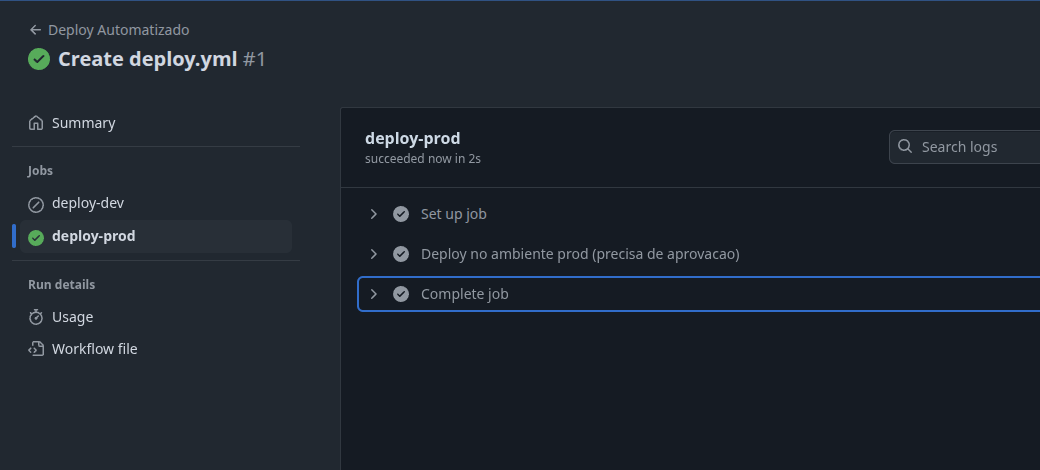 Deploy Automatizado
Create deploy.yml #1
Summary
Jobs
deploy-dev
deploy-prod
Run details
Usage
Workflow file
deploy-prod
succeeded now in 2s
Search logs
Set up job
Deploy no ambiente prod (precisa de aprovacao)
Complete job